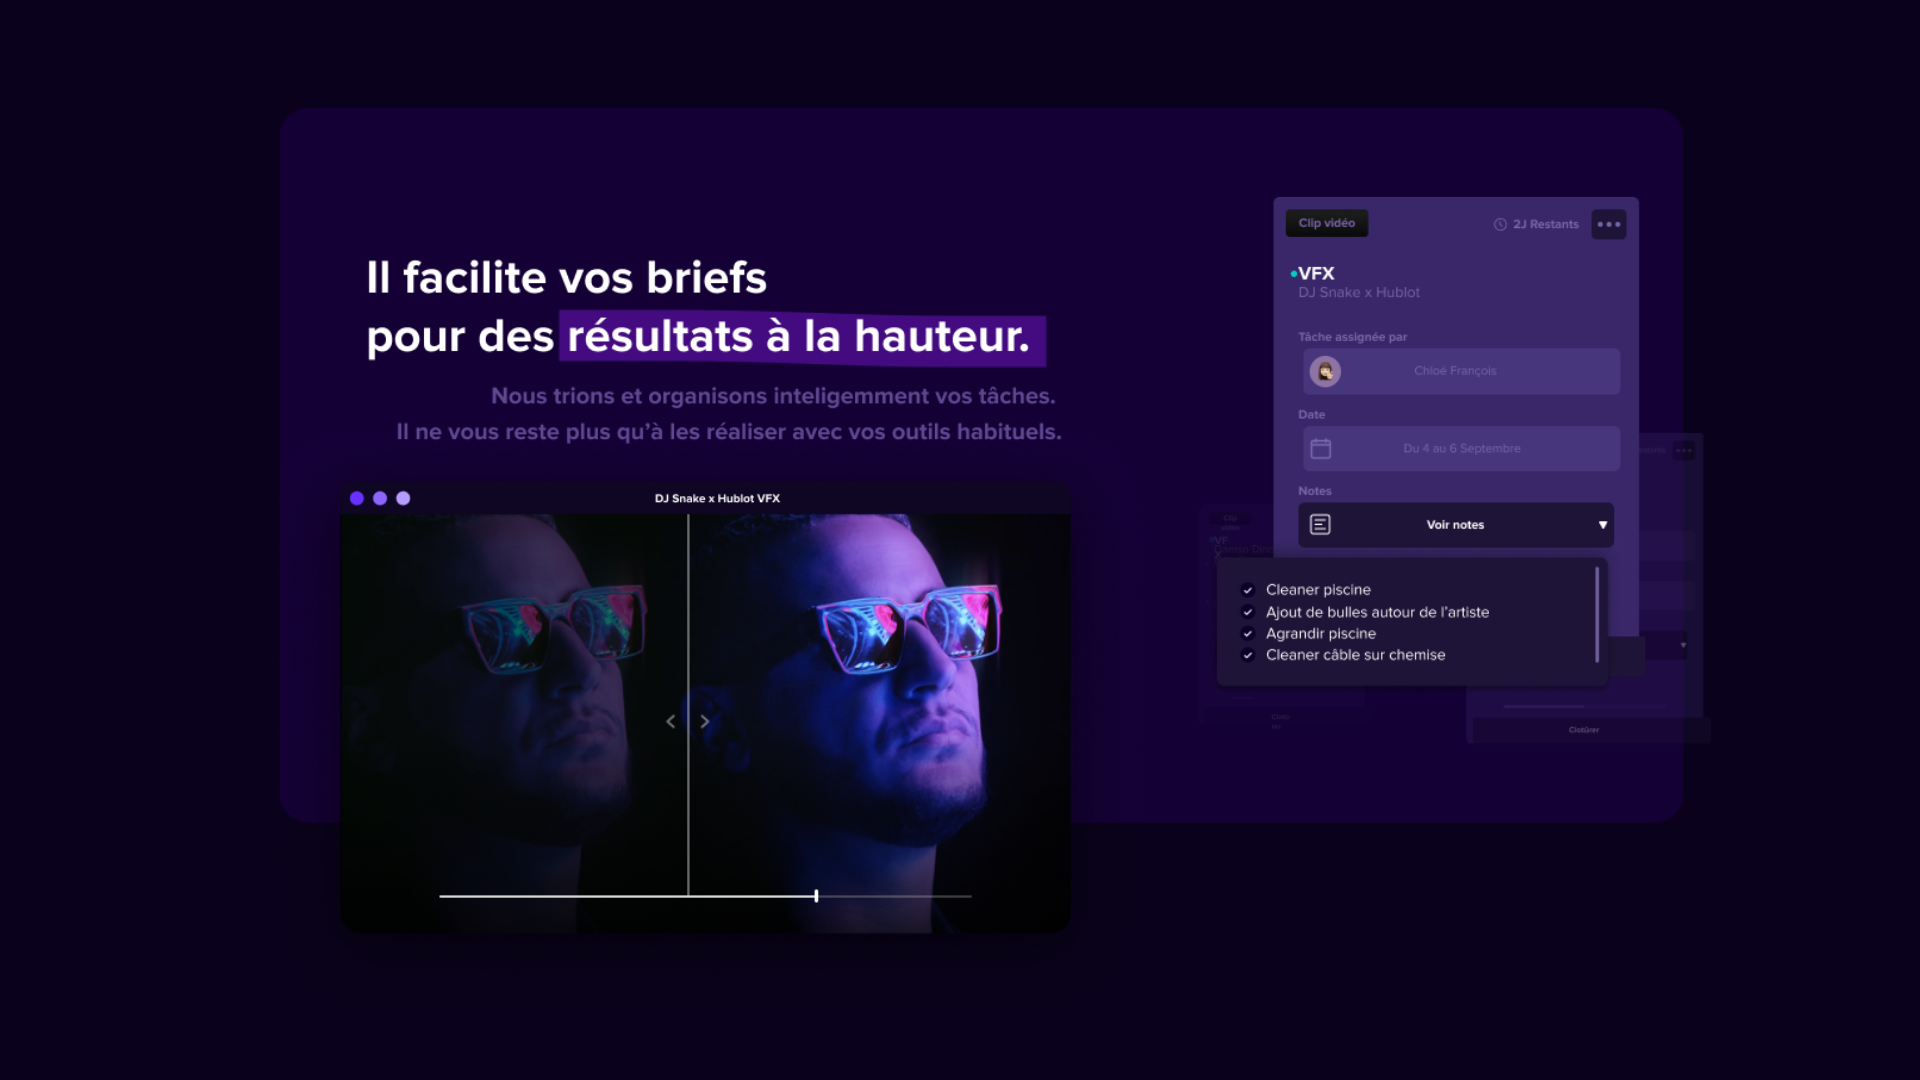 Il facilite vos briefs
pour des résultats à la hauteur.
Nous trions et organisons inteligemment vos tâches.
Il ne vous reste plus qu’à les réaliser avec vos outils habituels.
DJ Snake x Hublot VFX
Clip vidéo
2J Restants
VFX
DJ Snake x Hublot
Tâche assignée par
Chloé François
Date
Du 4 au 6 Septembre
Notes
Voir notes
Cleaner piscine
Ajout de bulles autour de l’artiste
Agrandir piscine
Cleaner câble sur chemise
Clip
VF
Clotûrer